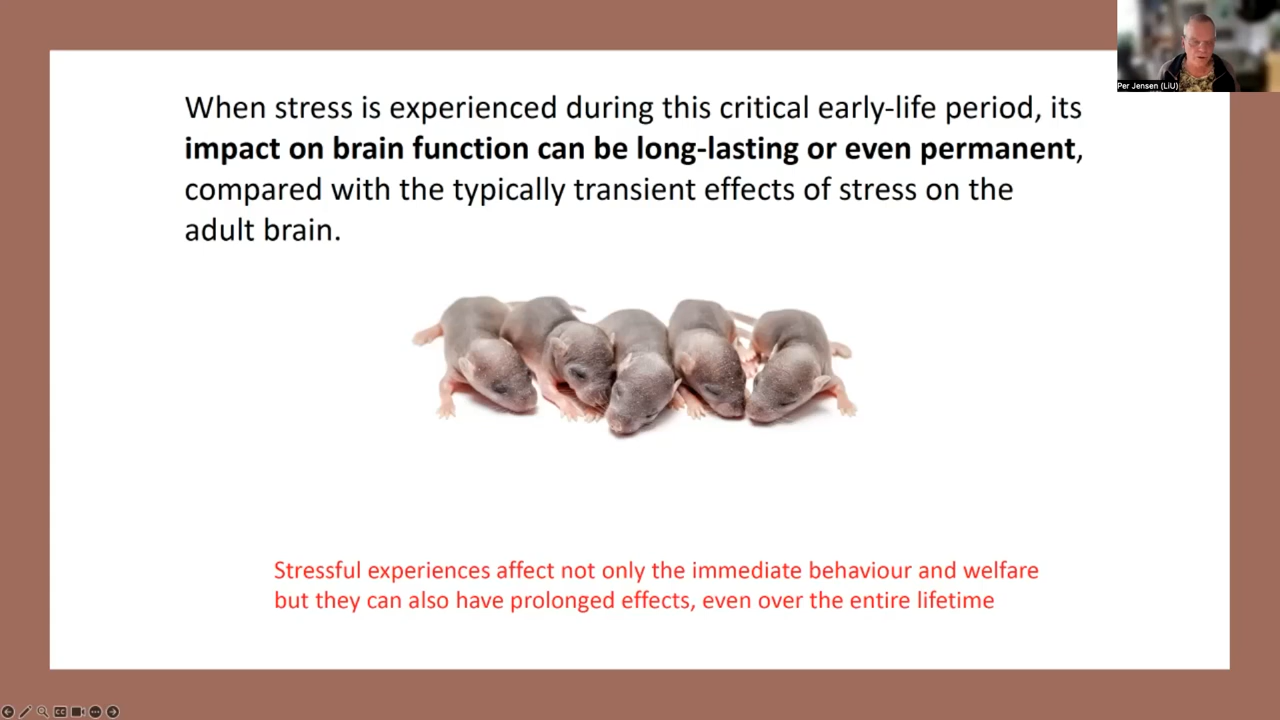 Per Jensen (LiU)
When stress is experienced during this critical early-life period, its
impact on brain function can be long-lasting or even permanent,
compared with the typically transient effects of stress on the
adult brain.
Stressful experiences affect not only the immediate behaviour and welfare
but they can also have prolonged effects, even over the entire lifetime
CC